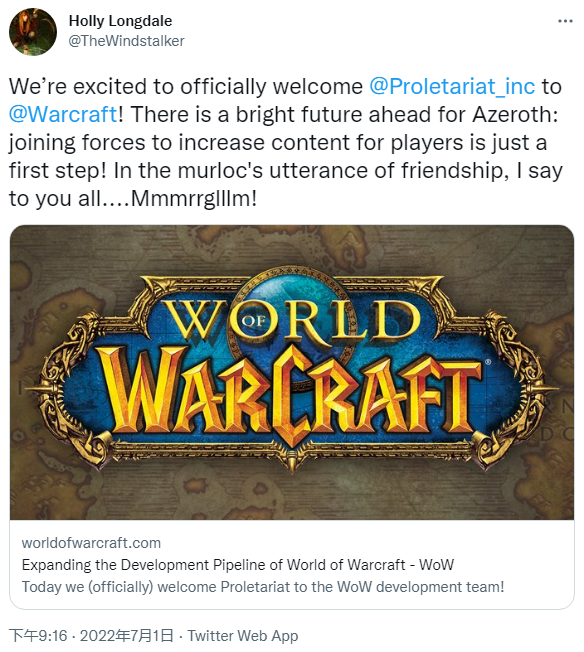 Holly Longdale
@TheWindstalker
We’re excited to officially welcome @Proletariat_inc to
@Warcraft! There is a bright future ahead for Azeroth:
joining forces to increase content for players is just a
first step! In the murloc's utterance of friendship, I say
to you all....Mmmrrglllm!
WORLD
OF
WARCRAFT
®
worldofwarcraft.com
Expanding the Development Pipeline of World of Warcraft - WoW
Today we (officially) welcome Proletariat to the WoW development team!
下午9:16 · 2022年7月1日 · Twitter Web App